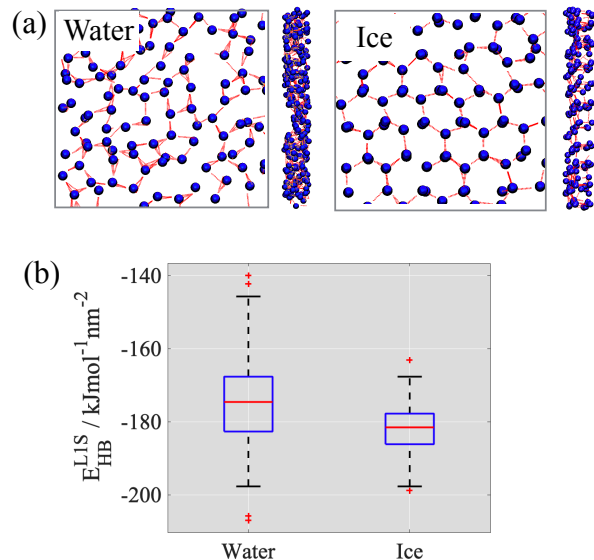 (a)
Water
Ice
(b)
E_HB^L1S / kJmol⁻¹nm⁻²
-140
-160
-180
-200
Water
Ice